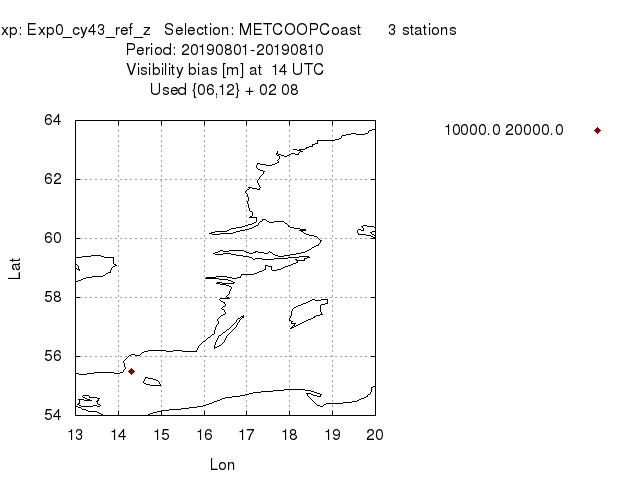 xp: Exp0_cy43_ref_z   Selection: METCOOPCoast      3 stations
Period: 20190801-20190810
Visibility bias [m] at  14 UTC
Used {06,12} + 02 08
10000.0 20000.0
64
62
60
58
56
54
Lat
13 14 15 16 17 18 19 20
Lon